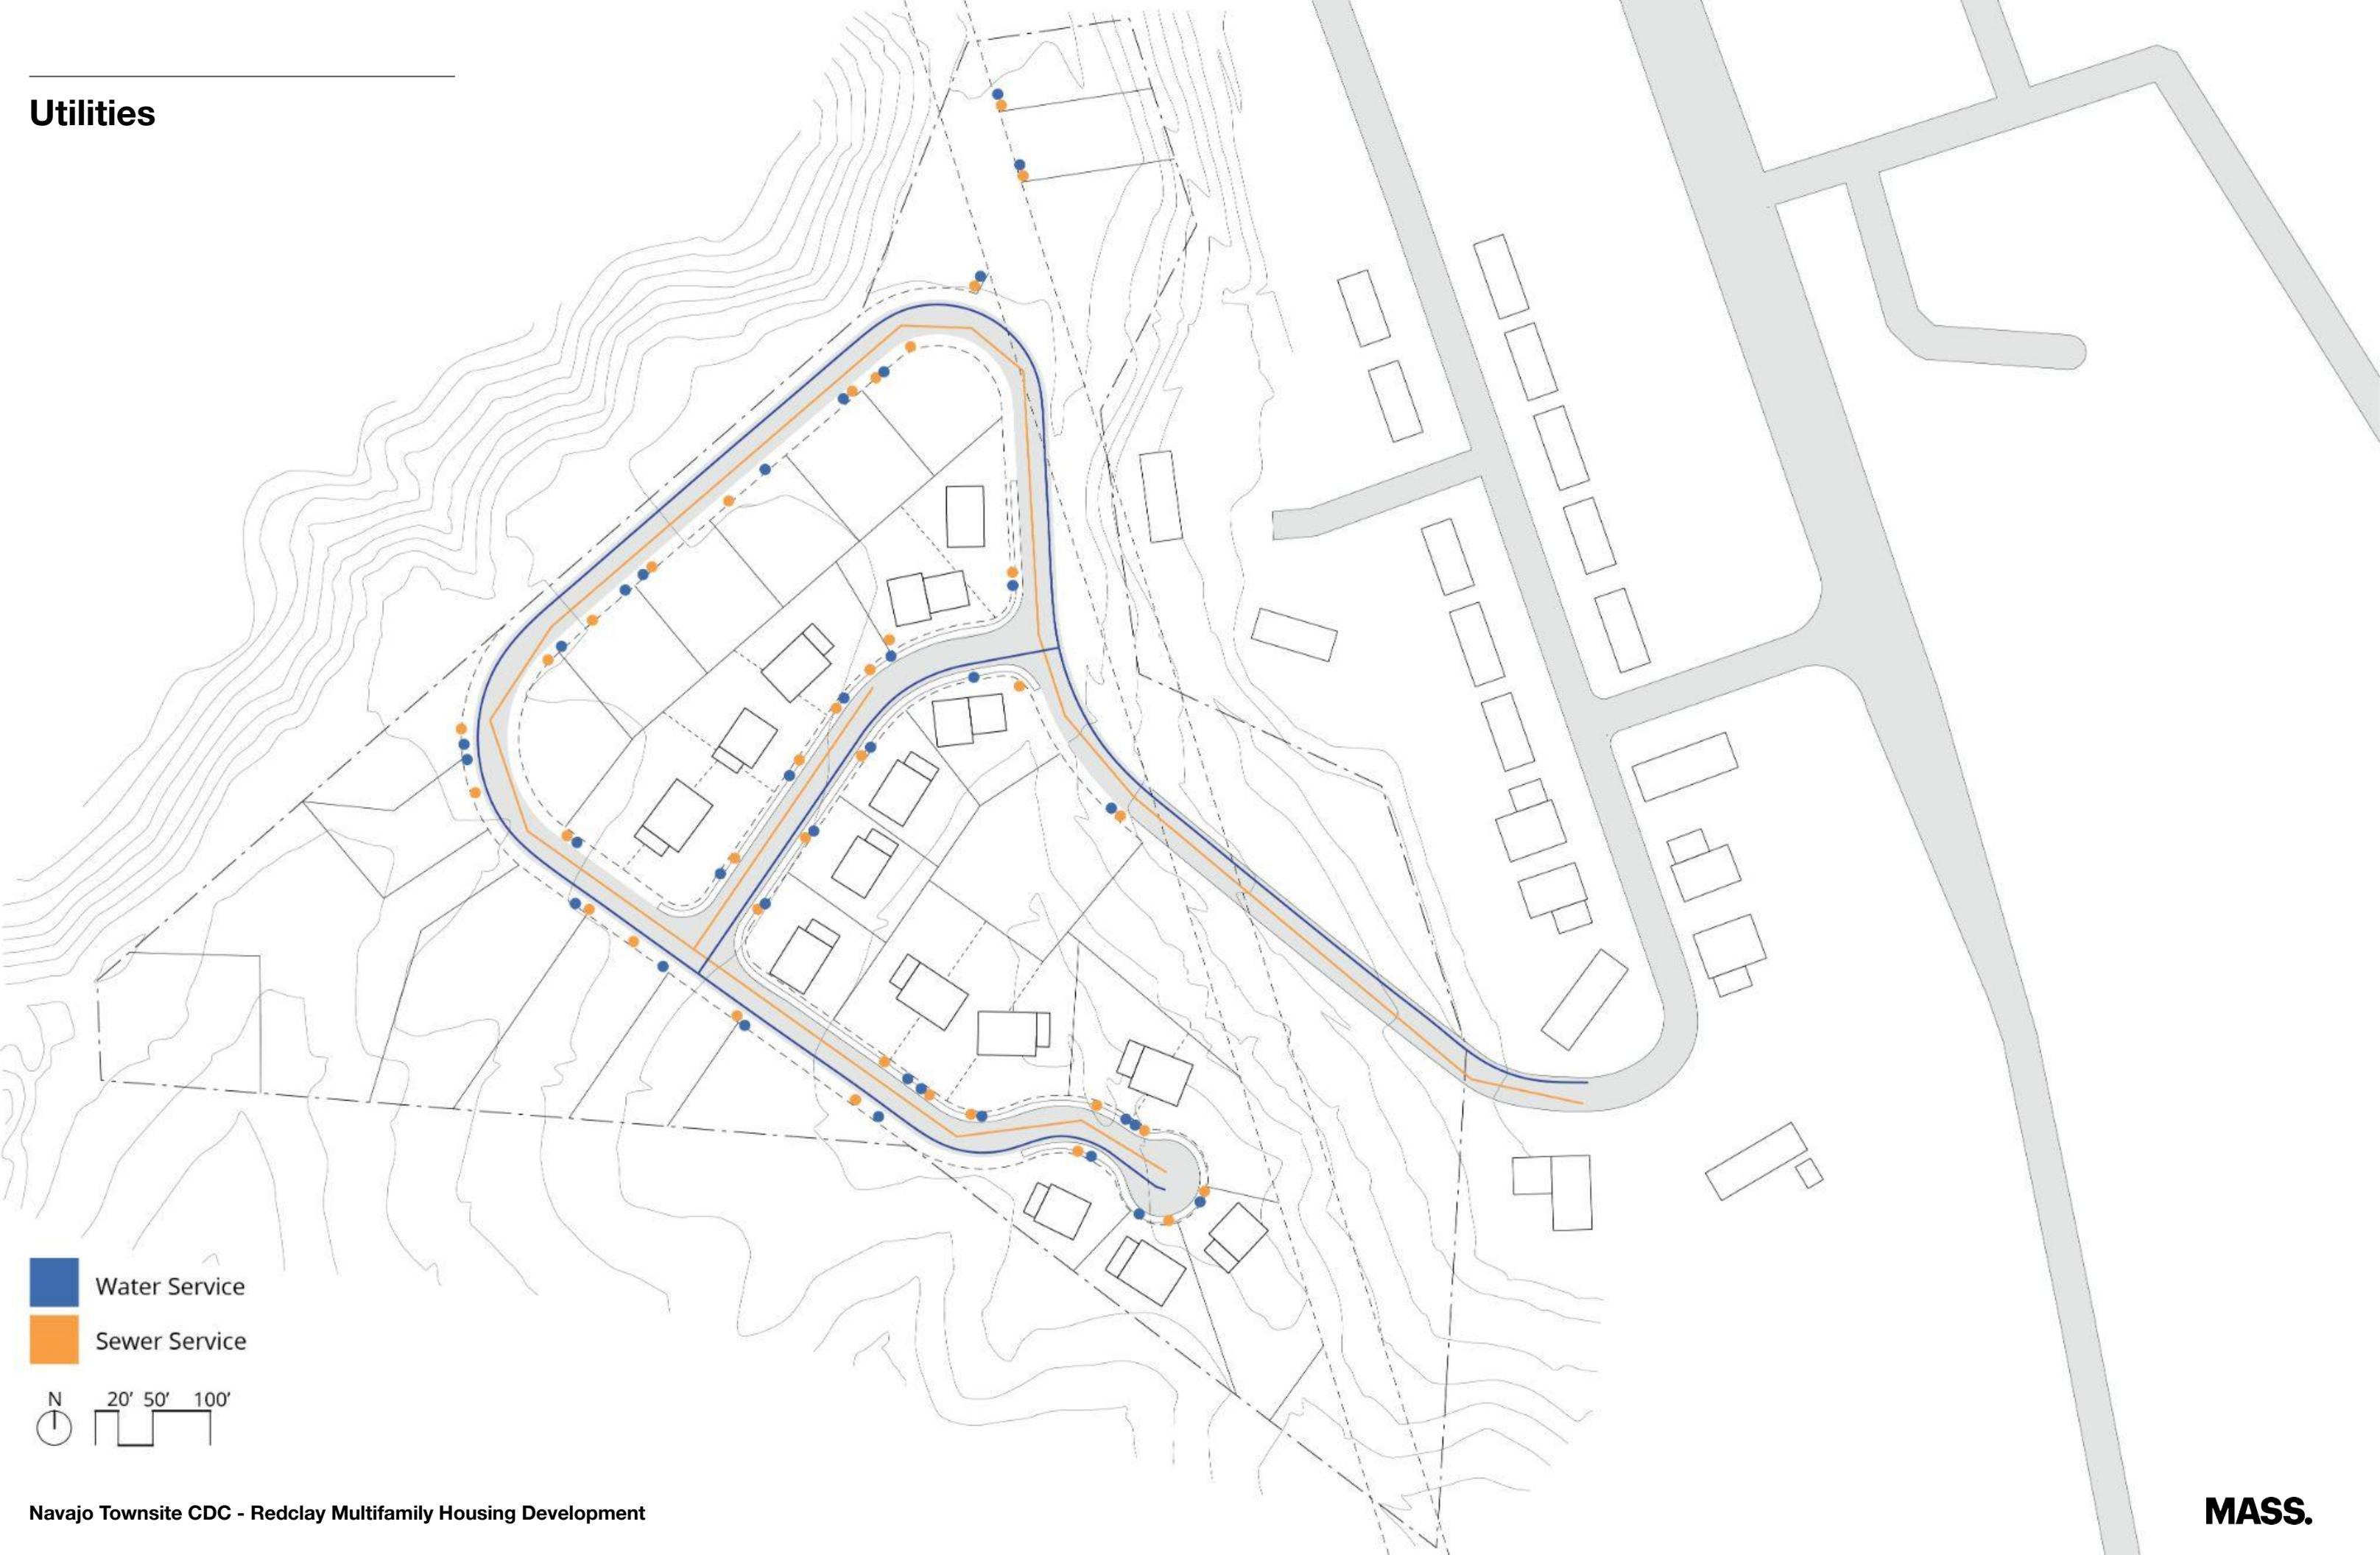 Utilities
Water Service
Sewer Service
N 20' 50' 100'
Navajo Townsite CDC - Redclay Multifamily Housing Development
MASS.